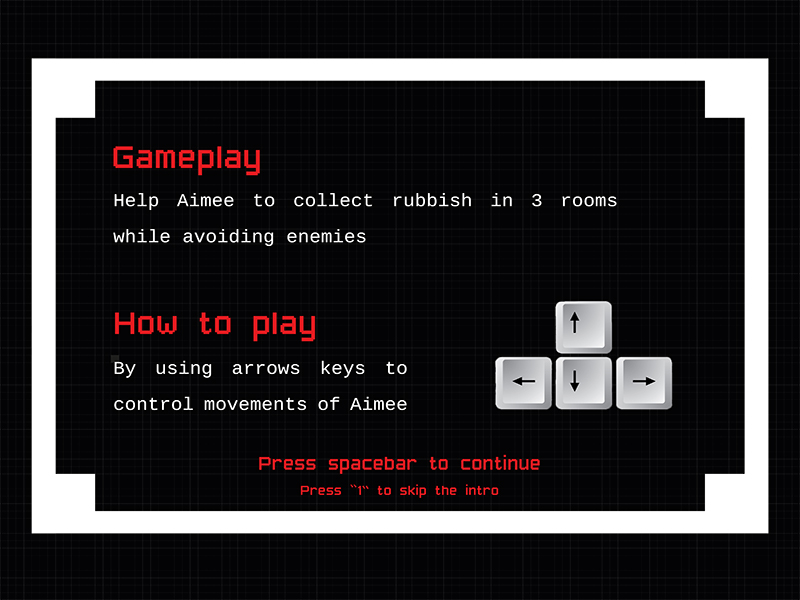 Gameplay
Help Aimee to collect rubbish in 3 rooms
while avoiding enemies
How to play
By using arrows keys to
control movements of Aimee
↑
← ↓ →
Press spacebar to continue
Press "1" to skip the intro